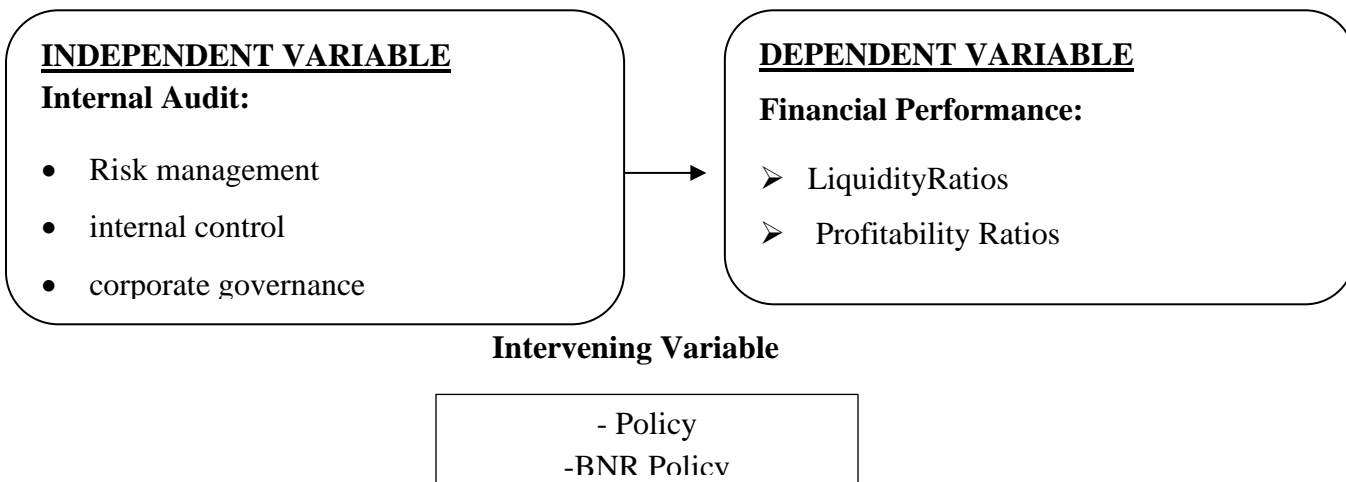 INDEPENDENT VARIABLE
Internal Audit:
• Risk management
• internal control
• corporate governance
DEPENDENT VARIABLE
Financial Performance:
➢ LiquidityRatios
➢ Profitability Ratios
Intervening Variable
- Policy
-BNR Policy